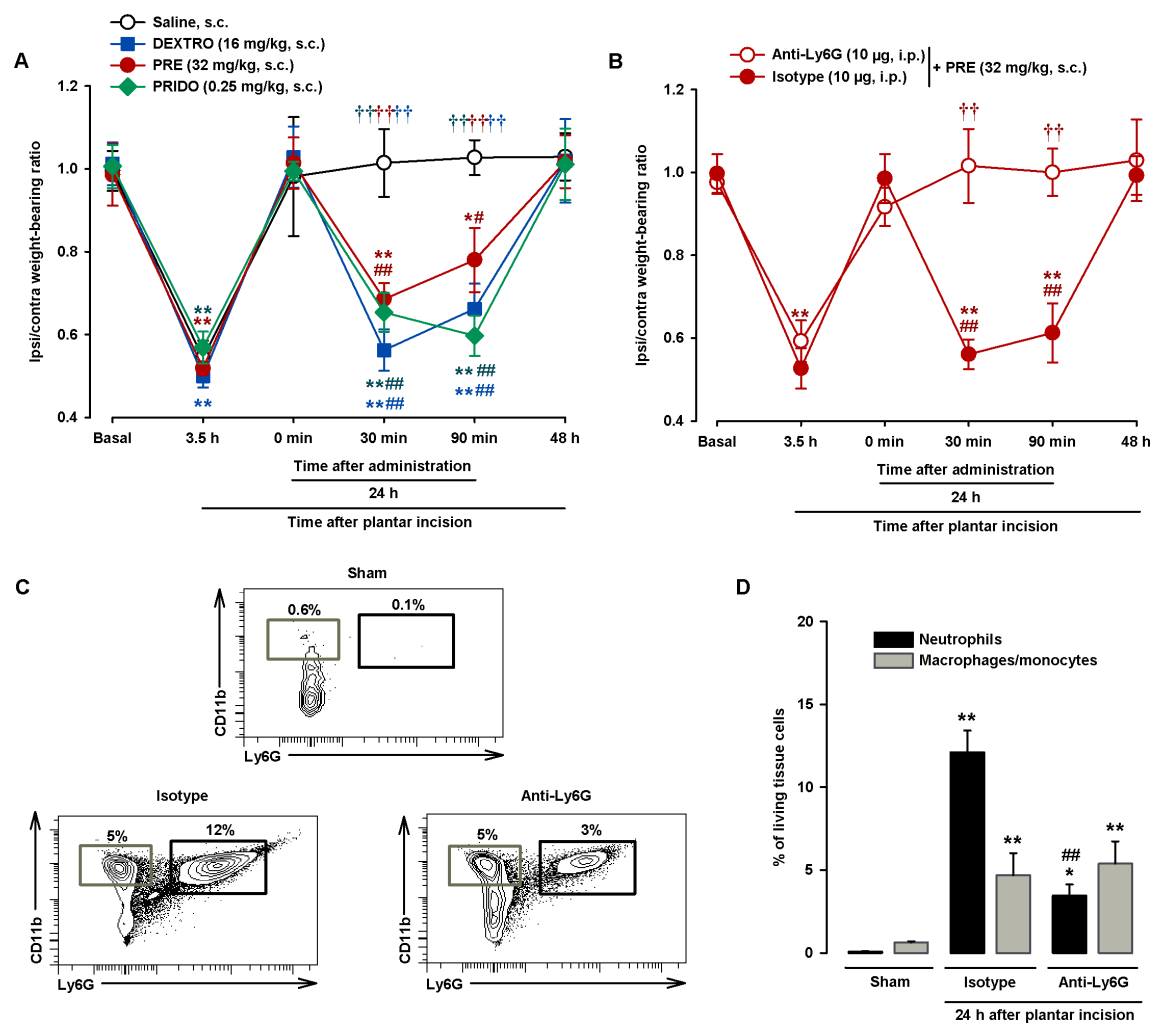 A
Saline, s.c.
DEXTRO (16 mg/kg, s.c.)
PRE (32 mg/kg, s.c.)
PRIDO (0.25 mg/kg, s.c.)
Ipsi/contra weight-bearing ratio
1.2
1.0
0.8
0.6
0.4
††††††
††††††
**
**
**
**
##
*#
**##
**##
**##
**##
Basal
3.5 h
0 min
30 min
90 min
48 h
Time after administration
24 h
Time after plantar incision
B
Anti-Ly6G (10 µg, i.p.)
Isotype (10 µg, i.p.)
+ PRE (32 mg/kg, s.c.)
Ipsi/contra weight-bearing ratio
1.2
1.0
0.8
0.6
0.4
††
††
**
**
##
**
##
Basal
3.5 h
0 min
30 min
90 min
48 h
Time after administration
24 h
Time after plantar incision
C
Sham
0.6%
0.1%
CD11b
Ly6G
Isotype
5%
12%
CD11b
Ly6G
Anti-Ly6G
5%
3%
CD11b
Ly6G
D
Neutrophils
Macrophages/monocytes
% of living tissue cells
20
15
10
5
0
**
**
##
*
**
Sham
Isotype
Anti-Ly6G
24 h after plantar incision